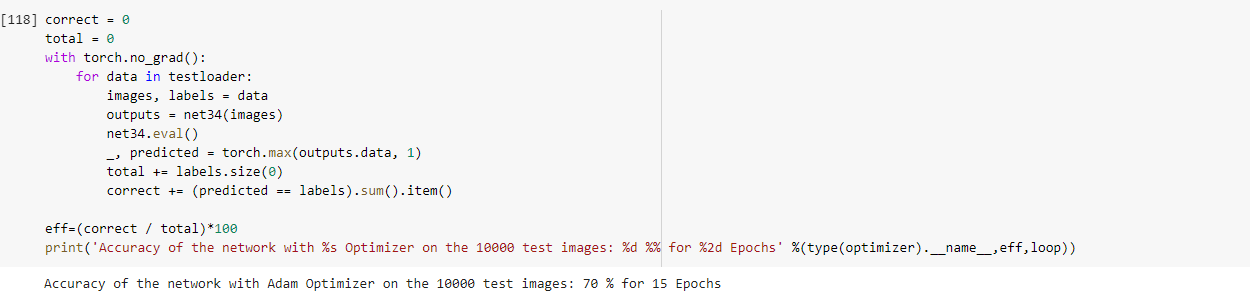 [118] correct = 0
total = 0
with torch.no_grad():
for data in testloader:
images, labels = data
outputs = net34(images)
net34.eval()
_, predicted = torch.max(outputs.data, 1)
total += labels.size(0)
correct += (predicted == labels).sum().item()
eff=(correct / total)*100
print('Accuracy of the network with %s Optimizer on the 10000 test images: %d %% for %2d Epochs' %(type(optimizer).__name__,eff,loop))
Accuracy of the network with Adam Optimizer on the 10000 test images: 70 % for 15 Epochs